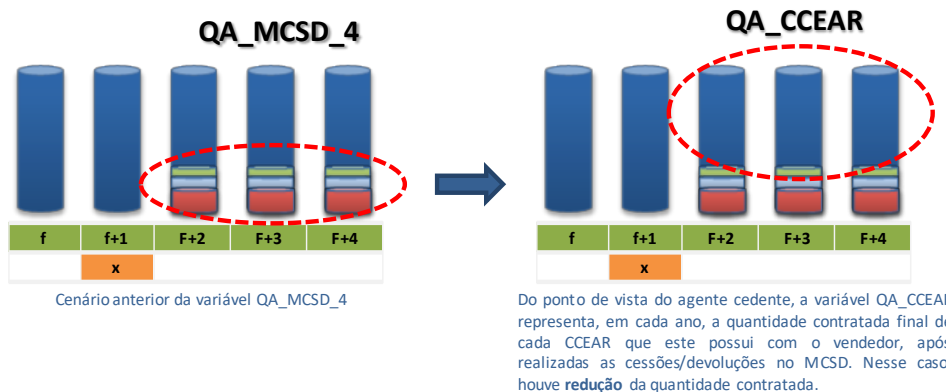 QA_MCSD_4
QA_CCEAR
f f+1 F+2 F+3 F+4
x
f f+1 F+2 F+3 F+4
x
Cenário anterior da variável QA_MCSD_4
Do ponto de vista do agente cedente, a variável QA_CCEAR
representa, em cada ano, a quantidade contratada final de
cada CCEAR que este possui com o vendedor, após
realizadas as cessões/devoluções no MCSD. Nesse caso
houve redução da quantidade contratada.